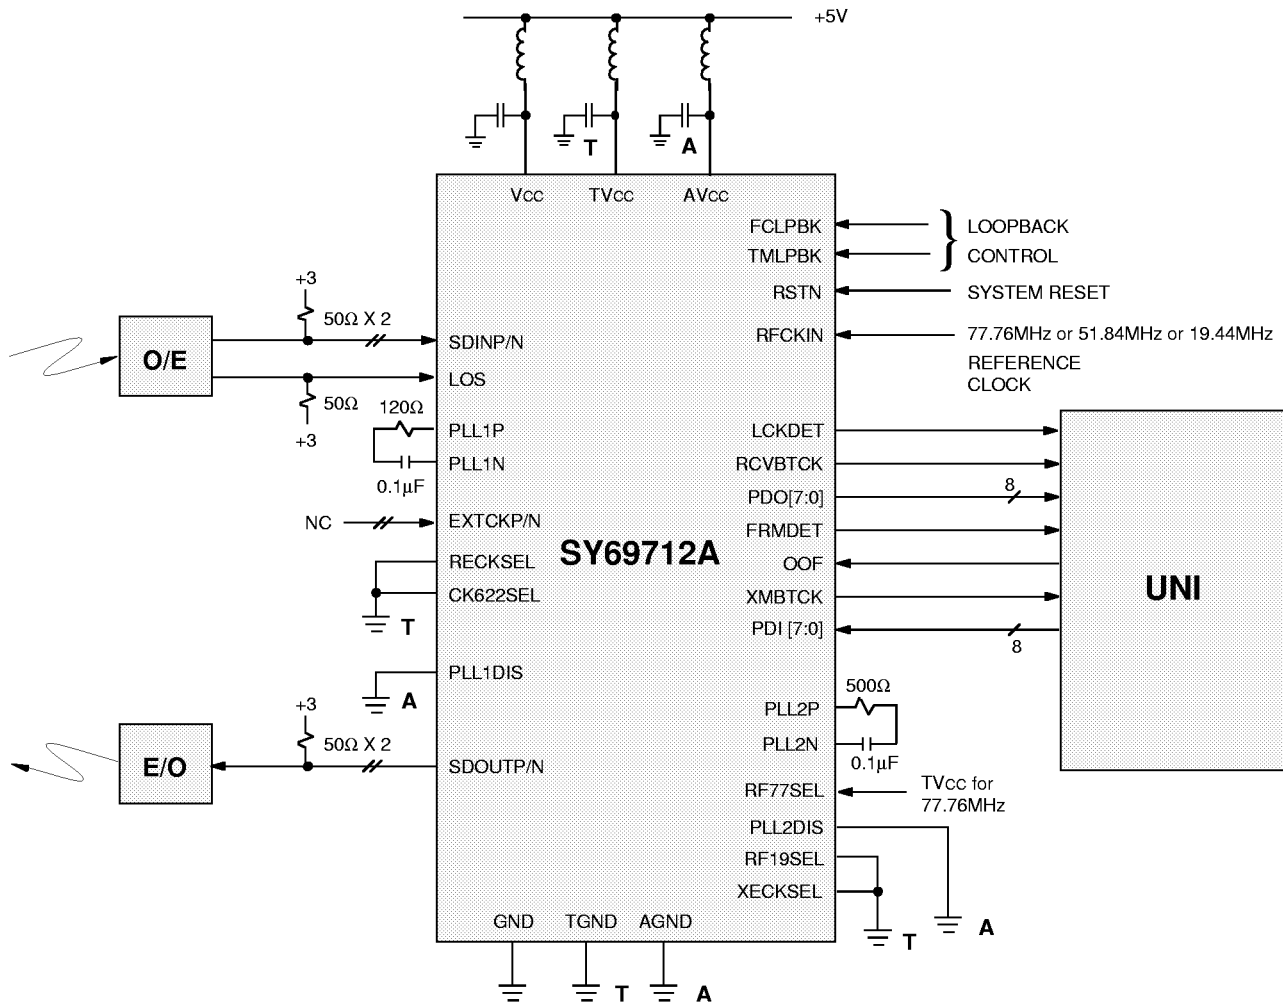 +5V
T
A
VCC
TVCC
AVCC
FCLPBK
LOOPBACK
TMLPBK
CONTROL
RSTN
SYSTEM RESET
RFCKIN
77.76MHz or 51.84MHz or 19.44MHz
REFERENCE
CLOCK
+3
50Ω X 2
O/E
SDINP/N
LOS
50Ω
+3
120Ω
PLL1P
PLL1N
0.1µF
NC
EXTCKP/N
RECKSEL
CK622SEL
T
PLL1DIS
A
+3
50Ω X 2
E/O
SDOUTP/N
SY69712A
LCKDET
RCVBTCK
PDO[7:0]
8
FRMDET
OOF
XMBTCK
PDI [7:0]
8
UNI
500Ω
PLL2P
PLL2N
0.1µF
RF77SEL
TVCC for
77.76MHz
PLL2DIS
RF19SEL
XECKSEL
T
A
GND
TGND
AGND
T
A